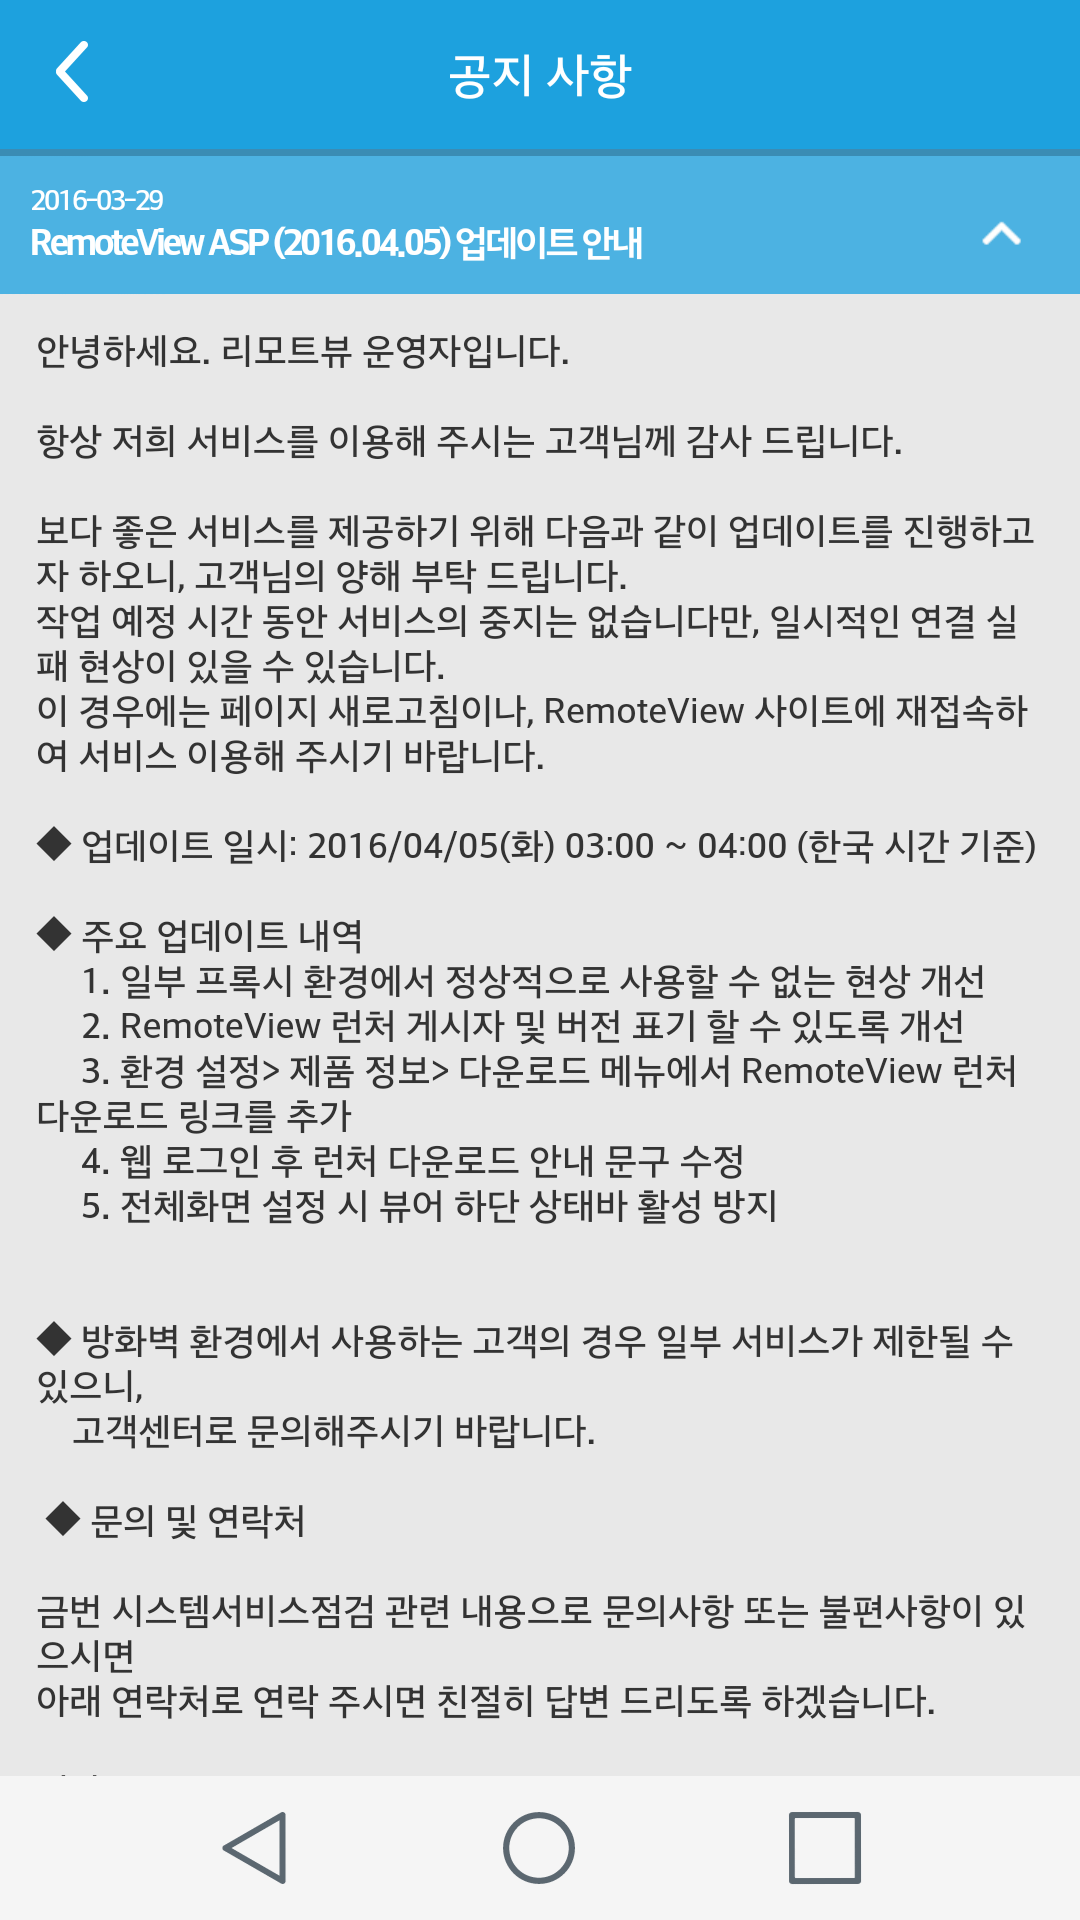 공지 사항
2016-03-29
RemoteView ASP (2016.04.05) 업데이트 안내
안녕하세요. 리모트뷰 운영자입니다.
항상 저희 서비스를 이용해 주시는 고객님께 감사 드립니다.
보다 좋은 서비스를 제공하기 위해 다음과 같이 업데이트를 진행하고
자 하오니, 고객님의 양해 부탁 드립니다.
작업 예정 시간 동안 서비스의 중지는 없습니다만, 일시적인 연결 실
패 현상이 있을 수 있습니다.
이 경우에는 페이지 새로고침이나, RemoteView 사이트에 재접속하
여 서비스 이용해 주시기 바랍니다.
◆ 업데이트 일시: 2016/04/05(화) 03:00 ~ 04:00 (한국 시간 기준)
◆ 주요 업데이트 내역
1. 일부 프록시 환경에서 정상적으로 사용할 수 없는 현상 개선
2. RemoteView 런처 게시자 및 버전 표기 할 수 있도록 개선
3. 환경 설정> 제품 정보> 다운로드 메뉴에서 RemoteView 런처
다운로드 링크를 추가
4. 웹 로그인 후 런처 다운로드 안내 문구 수정
5. 전체화면 설정 시 뷰어 하단 상태바 활성 방지
◆ 방화벽 환경에서 사용하는 고객의 경우 일부 서비스가 제한될 수
있으니,
고객센터로 문의해주시기 바랍니다.
◆ 문의 및 연락처
금번 시스템서비스점검 관련 내용으로 문의사항 또는 불편사항이 있
으시면
아래 연락처로 연락 주시면 친절히 답변 드리도록 하겠습니다.